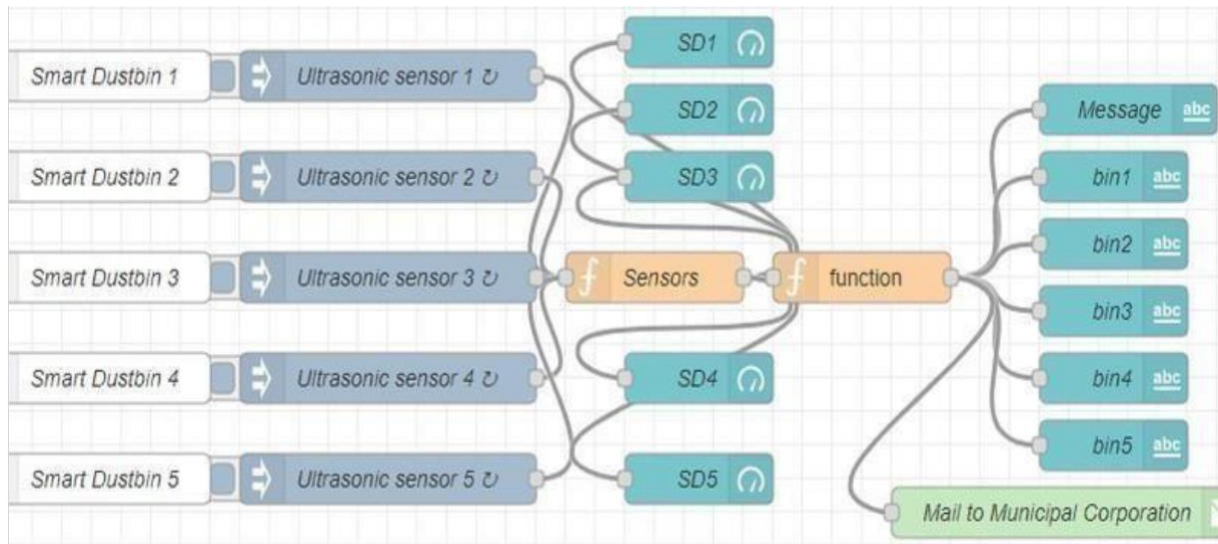 Smart Dustbin 1
Ultrasonic sensor 1 ↻
Smart Dustbin 2
Ultrasonic sensor 2 ↻
Smart Dustbin 3
Ultrasonic sensor 3 ↻
Smart Dustbin 4
Ultrasonic sensor 4 ↻
Smart Dustbin 5
Ultrasonic sensor 5 ↻
SD1
SD2
SD3
f Sensors
SD4
SD5
f function
Message abc
bin1 abc
bin2 abc
bin3 abc
bin4 abc
bin5 abc
Mail to Municipal Corporation